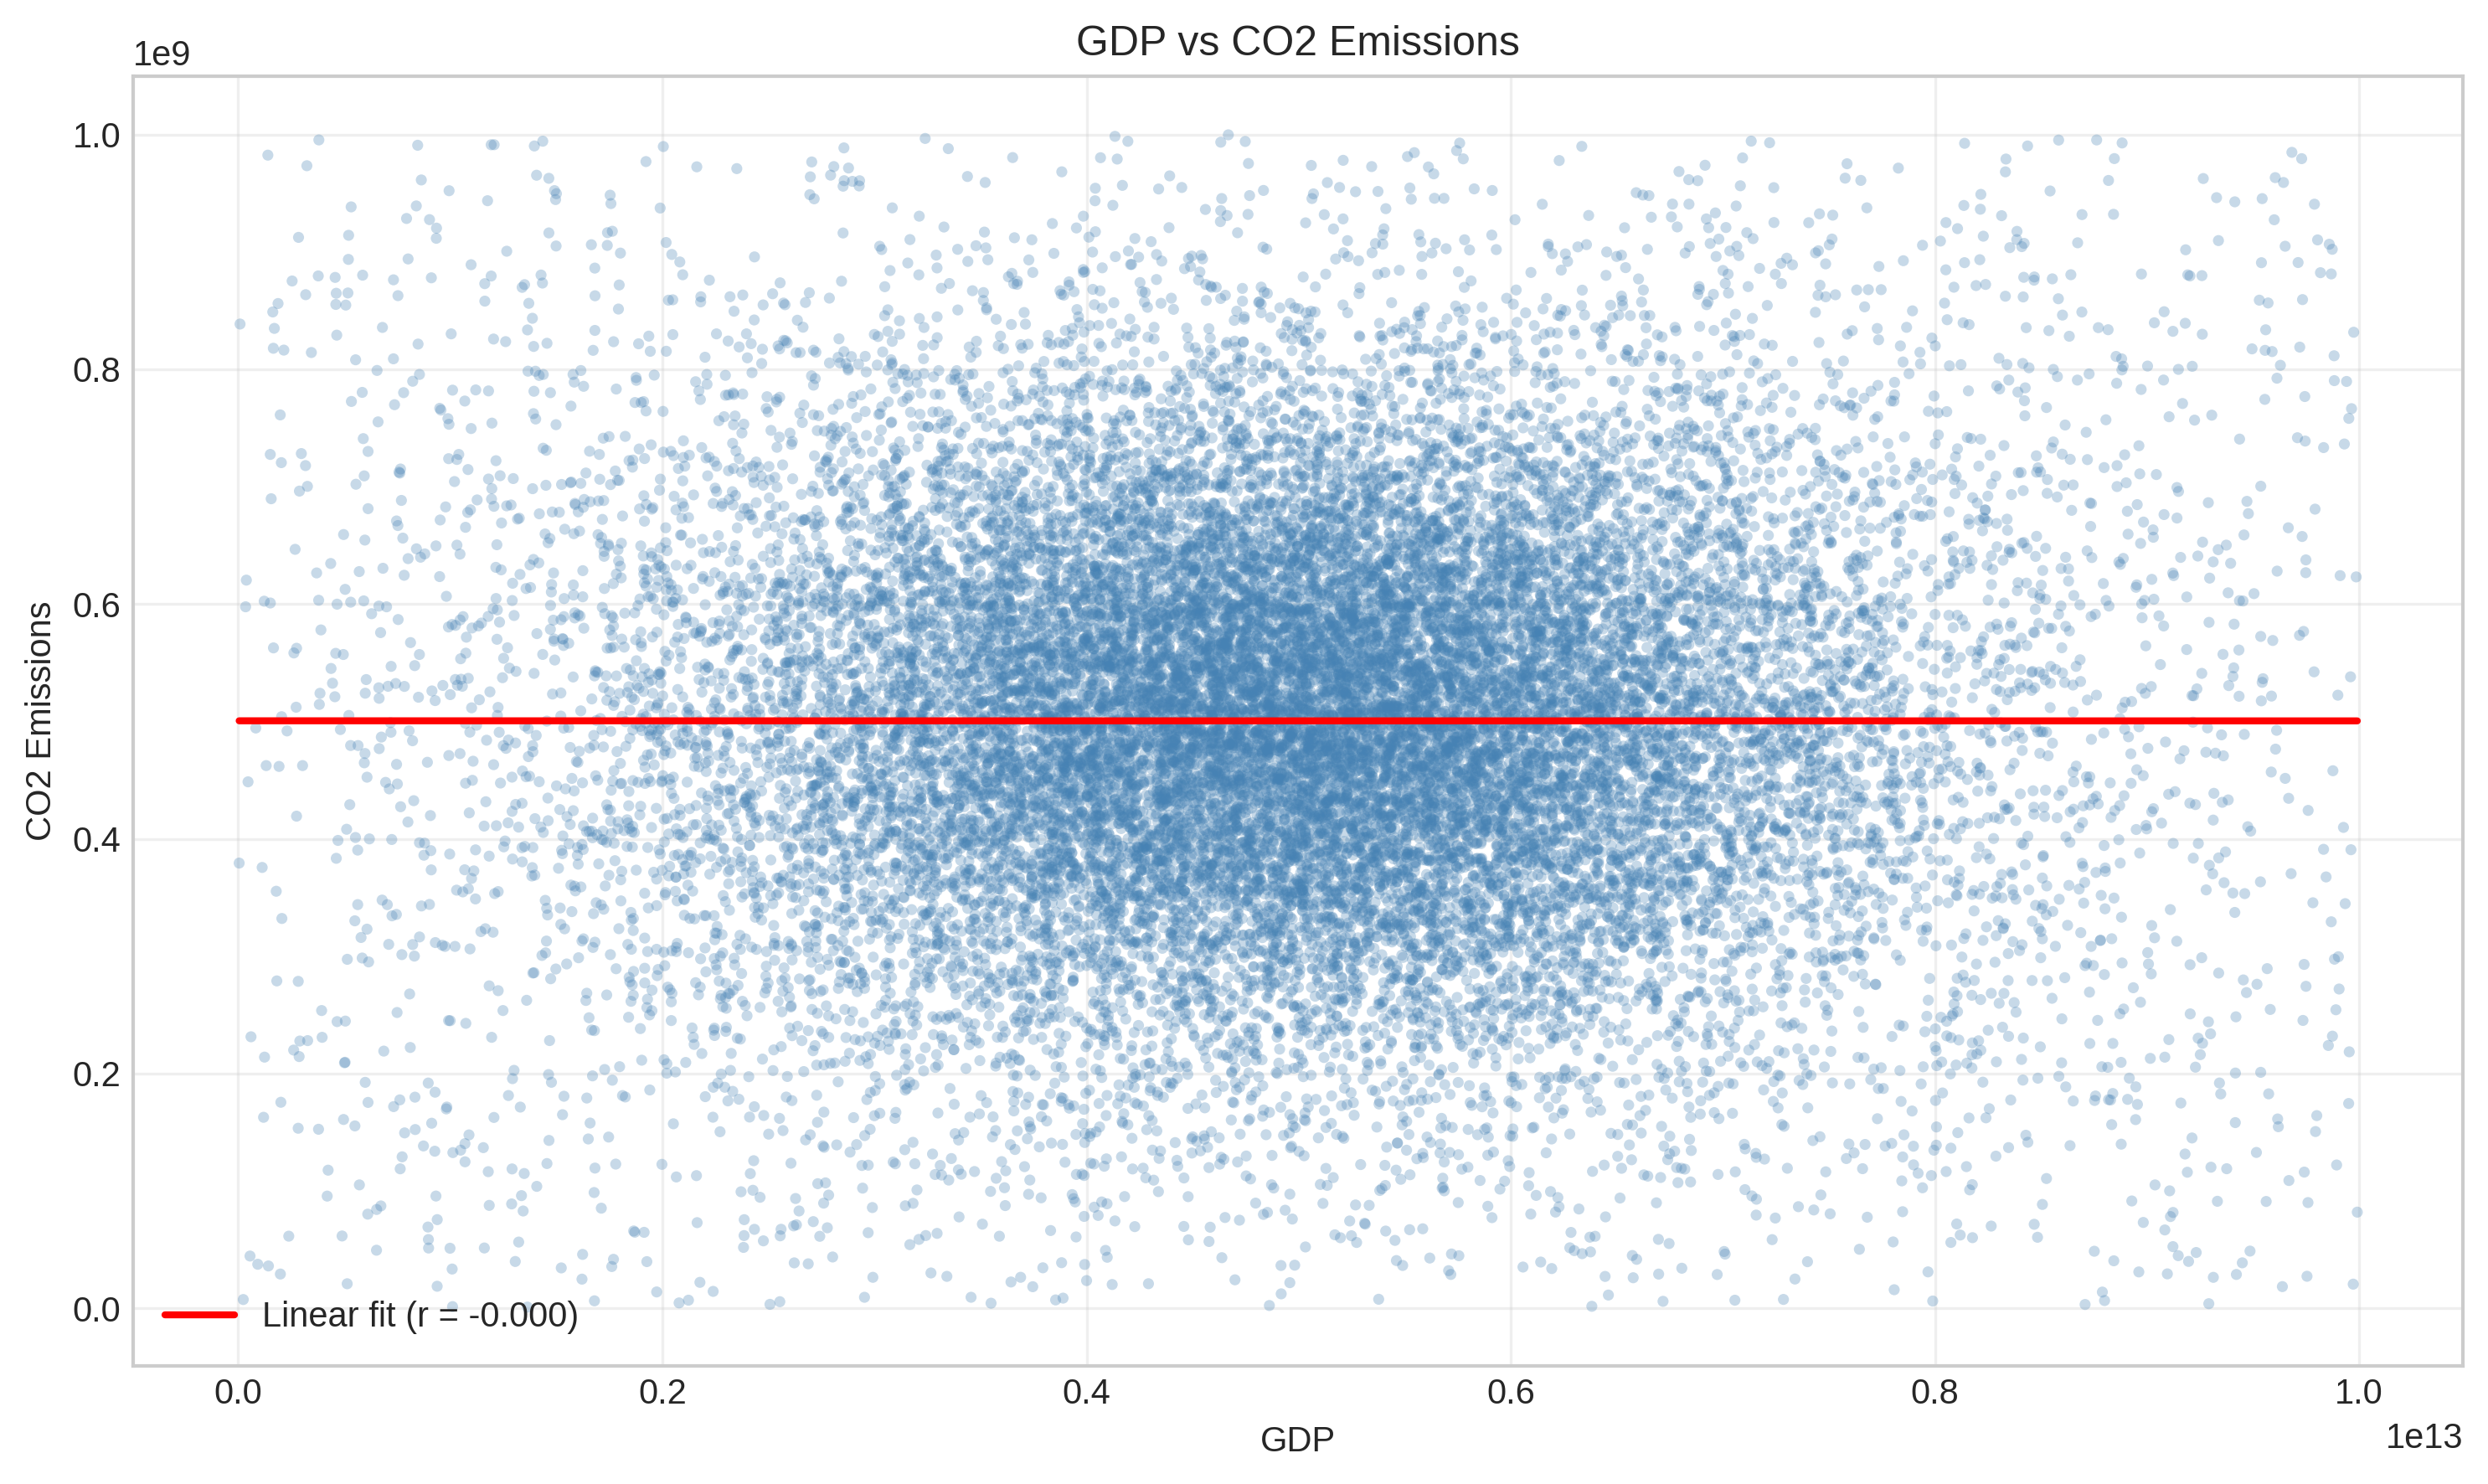 GDP vs CO2 Emissions
1e9
1.0
0.8
0.6
0.4
0.2
0.0
CO2 Emissions
Linear fit (r = -0.000)
0.0 0.2 0.4 0.6 0.8 1.0
GDP
1e13